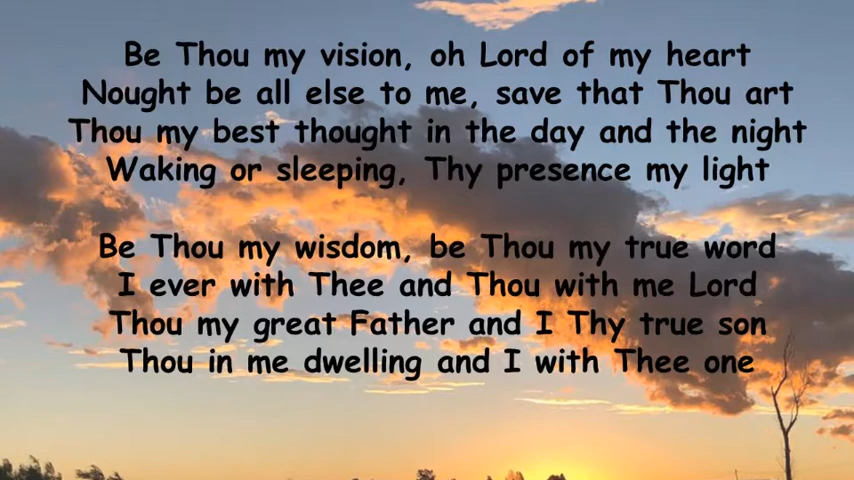 Be Thou my vision, oh Lord of my heart
Nought be all else to me, save that Thou art
Thou my best thought in the day and the night
Waking or sleeping, Thy presence my light
Be Thou my wisdom, be Thou my true word
I ever with Thee and Thou with me Lord
Thou my great Father and I Thy true son
Thou in me dwelling and I with Thee one